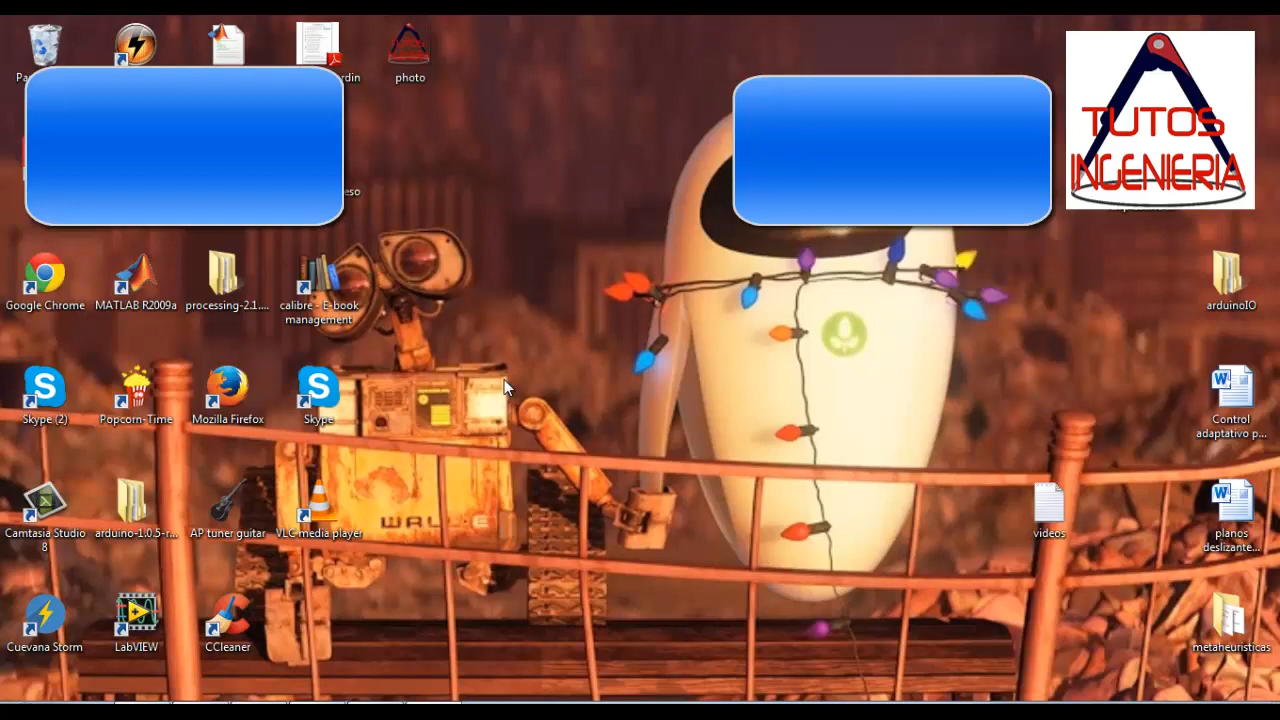 photo
TUTOS
INGENIERIA
Google Chrome
MATLAB R2009a
processing-2.1....
calibre - E-book
management
arduinoIO
Skype (2)
Popcorn-Time
Mozilla Firefox
Skype
Control
adaptativo p...
WALL E
Camtasia Studio
8
arduino-1.0.5-r...
AP tuner guitar
VLC media player
videos
planos
deslizante...
Cuevana Storm
LabVIEW
CCleaner
metaheuristicas